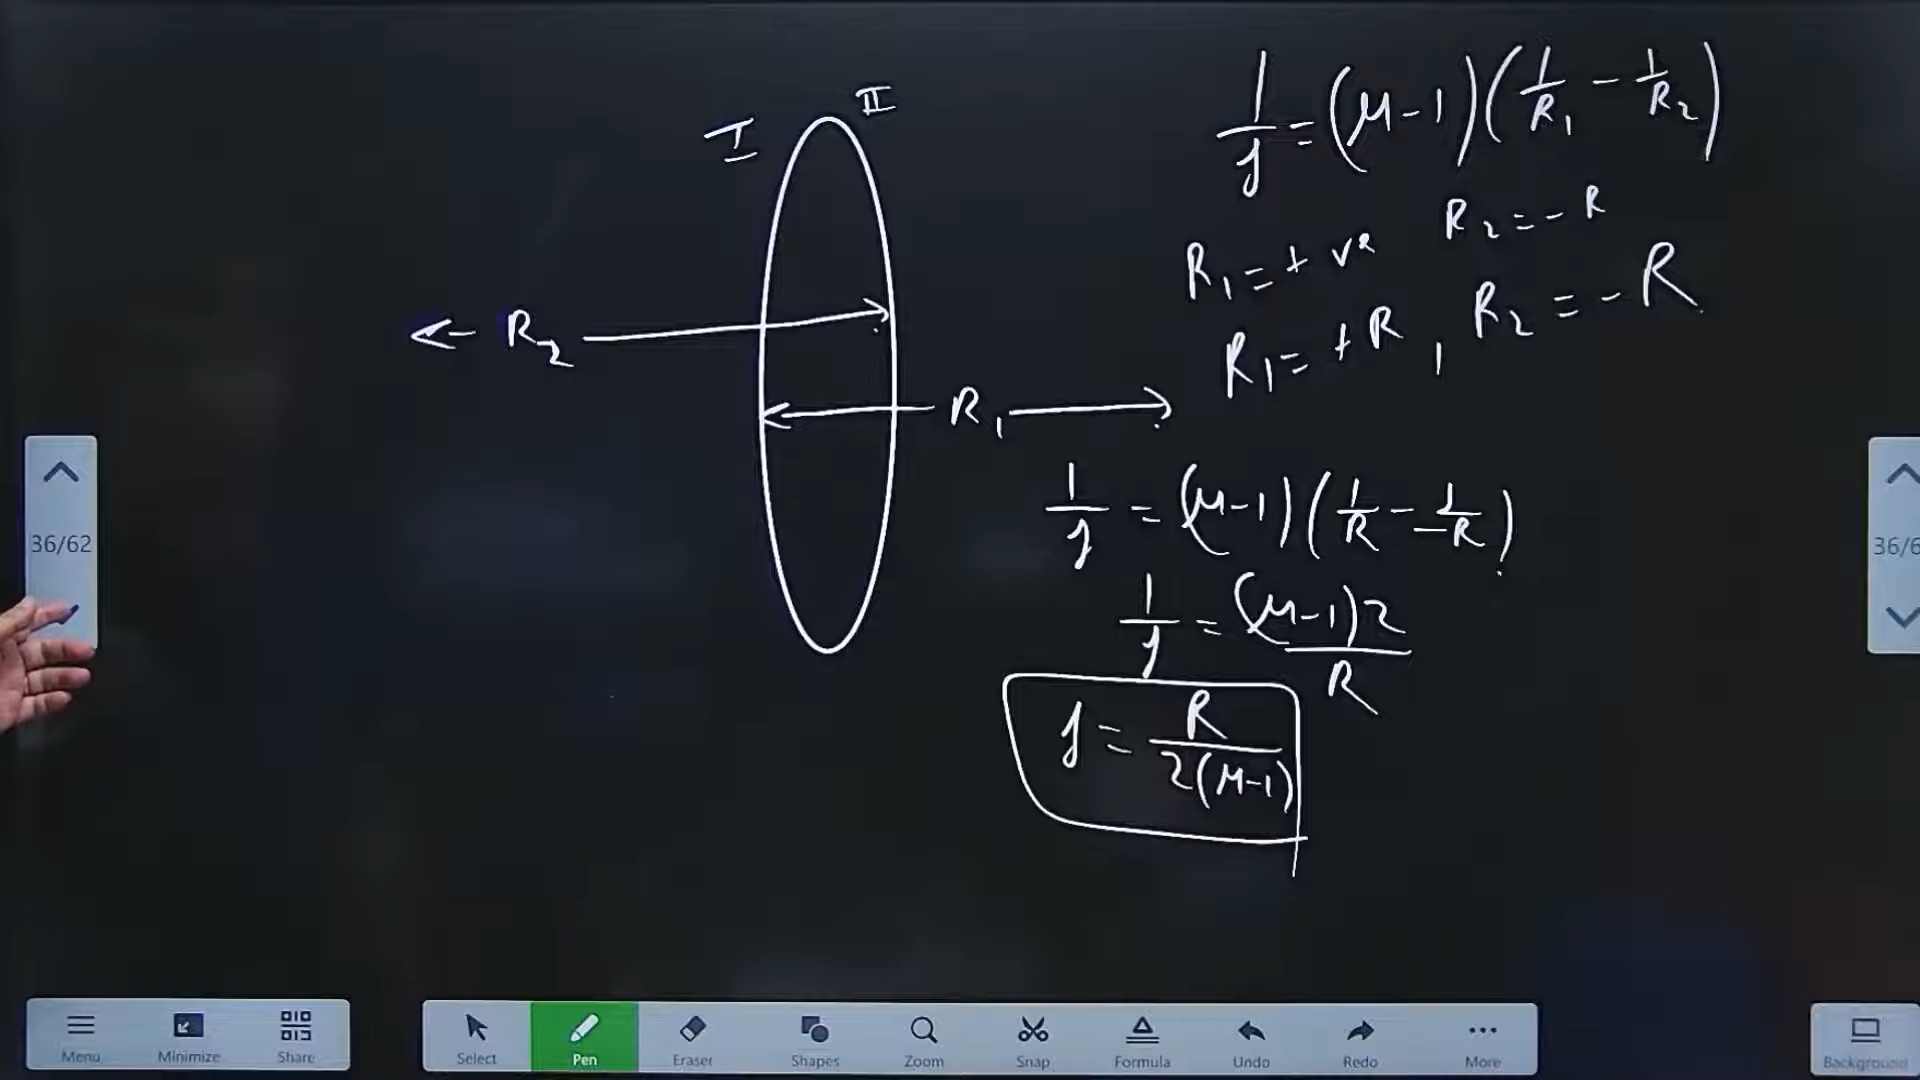 I
II
1/f = (μ-1)(1/R₁ - 1/R₂)
R₁ = + ve R₂ = - R
R₁ = + R , R₂ = - R
← R₂
R₁
1/f = (μ-1)(1/R - 1/-R)
1/f = (μ-1)2/R
f = R/2(μ-1)
36/62
36/6
Menu Minimize Share Select Pen Eraser Shapes Zoom Snap Formula Undo Redo More Background